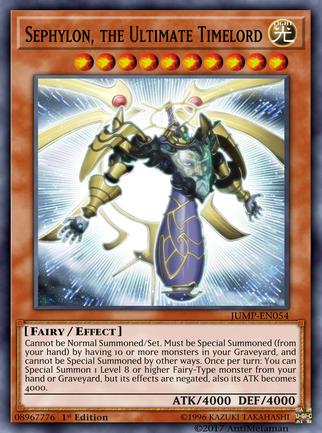 SEPHYLON, THE ULTIMATE TIMELORD
LIGHT
光
JUMP-EN054
[FAIRY / EFFECT]
Cannot be Normal Summoned/Set. Must be Special Summoned (from
your hand) by having 10 or more monsters in your Graveyard, and
cannot be Special Summoned by other ways. Once per turn: You can
Special Summon 1 Level 8 or higher Fairy-Type monster from your
hand or Graveyard, but its effects are negated, also its ATK becomes
4000.
ATK/4000 DEF/4000
08967776 1st Edition ©1996 KAZUKI TAKAHASHI
©2017 AntiMetaman